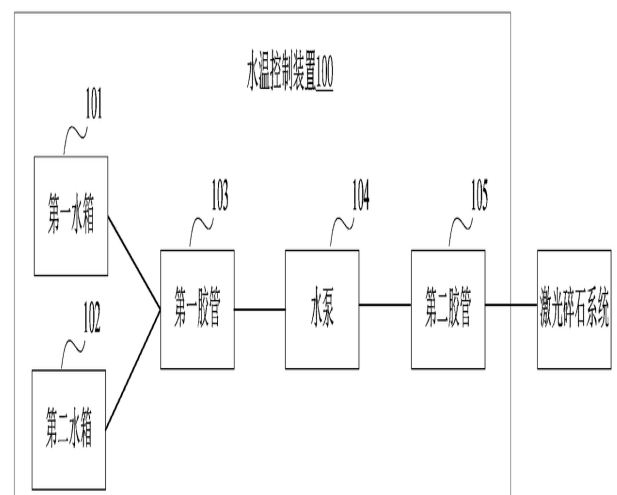 水温控制装置100
101
第一水箱
103
104
105
第一胶管
水泵
第二胶管
激光碎石系统
102
第二水箱